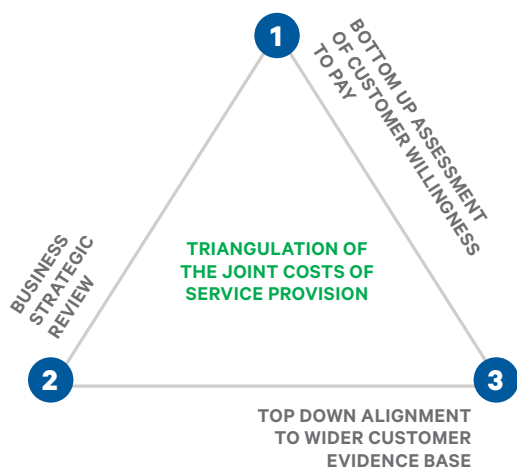 1
BOTTOM UP ASSESSMENT
OF CUSTOMER WILLINGNESS
TO PAY
BUSINESS
STRATEGIC
REVIEW
TRIANGULATION OF
THE JOINT COSTS OF
SERVICE PROVISION
2
3
TOP DOWN ALIGNMENT
TO WIDER CUSTOMER
EVIDENCE BASE